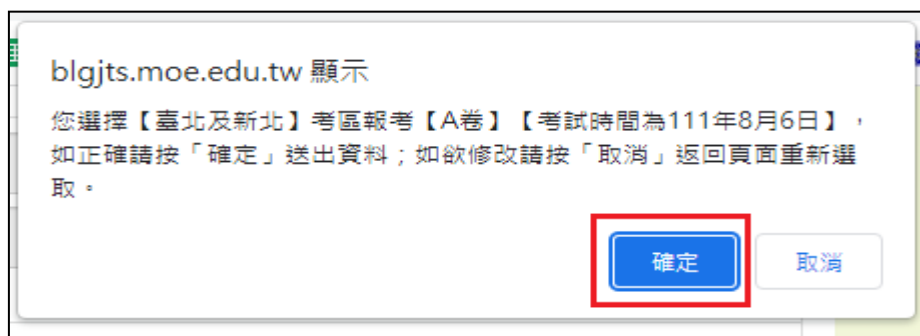 blgjts.moe.edu.tw 顯示
您選擇【臺北及新北】考區報考【A卷】【考試時間為111年8月6日】，
如正確請按「確定」送出資料；如欲修改請按「取消」返回頁面重新選
取。
確定
取消